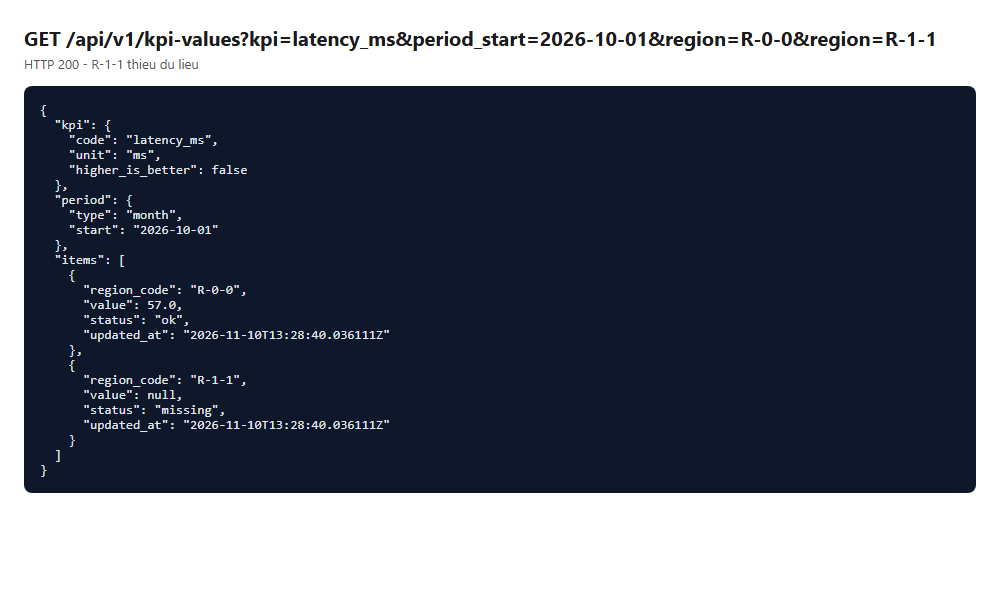 GET /api/v1/kpi-values?kpi=latency_ms&period_start=2026-10-01&region=R-0-0&region=R-1-1
HTTP 200 - R-1-1 thieu du lieu
{
  "kpi": {
    "code": "latency_ms",
    "unit": "ms",
    "higher_is_better": false
  },
  "period": {
    "type": "month",
    "start": "2026-10-01"
  },
  "items": [
    {
      "region_code": "R-0-0",
      "value": 57.0,
      "status": "ok",
      "updated_at": "2026-11-10T13:28:40.036111Z"
    },
    {
      "region_code": "R-1-1",
      "value": null,
      "status": "missing",
      "updated_at": "2026-11-10T13:28:40.036111Z"
    }
  ]
}